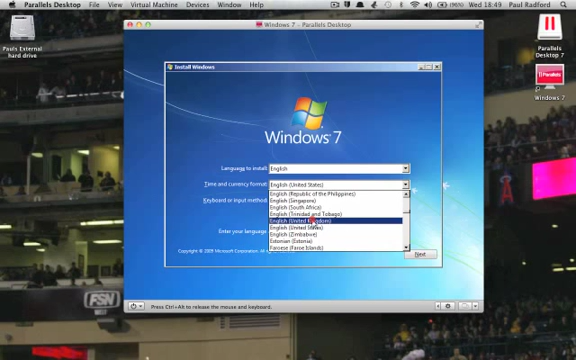 Parallels Desktop File View Virtual Machine Devices Window Help
(96%) Wed 18:49 Paul Radford
Windows 7 - Parallels Desktop
Pauls External
hard drive
Parallels
Desktop 7
Windows 7
Install Windows
Windows 7
Language to install: English
Time and currency format: English (United States)
Keyboard or input method:
English (Republic of the Philippines)
English (Singapore)
English (South Africa)
English (Trinidad and Tobago)
English (United Kingdom)
English (United States)
English (Zimbabwe)
Estonian (Estonia)
Faroese (Faroe Islands)
Enter your language
Copyright © 2009 Microsoft Corporation. All
Next
FSN
Press Ctrl+Alt to release the mouse and keyboard.